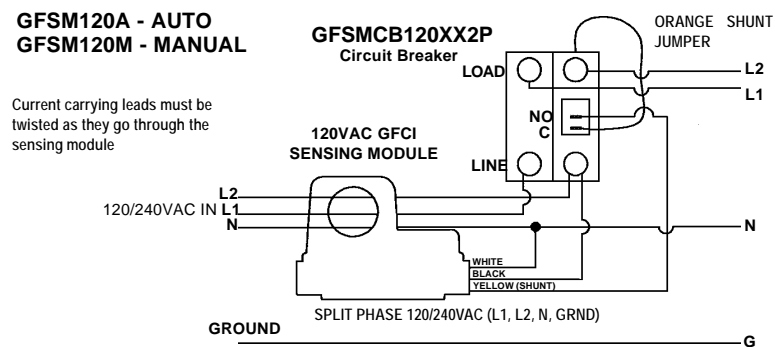 GFSM120A - AUTO
GFSM120M - MANUAL
GFSMCB120XX2P
Circuit Breaker
ORANGE SHUNT
JUMPER
LOAD
L2
L1
Current carrying leads must be
twisted as they go through the
sensing module
NO
C
120VAC GFCI
SENSING MODULE
LINE
L2
120/240VAC IN L1
N
N
WHITE
BLACK
YELLOW (SHUNT)
SPLIT PHASE 120/240VAC (L1, L2, N, GRND)
GROUND
G